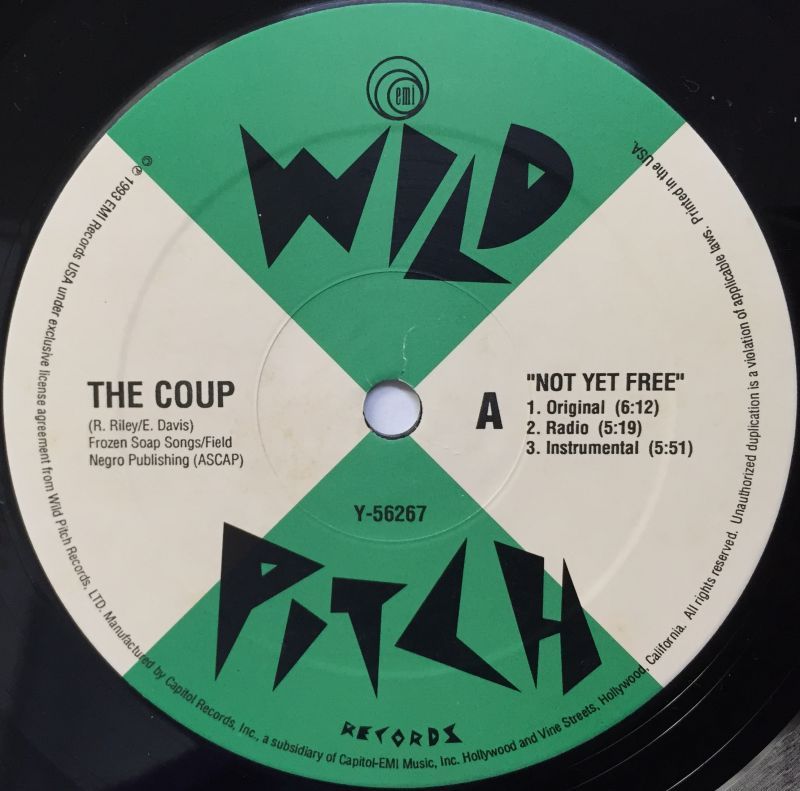 emi
WILD
THE COUP
(R. Riley/E. Davis)
Frozen Soap Songs/Field
Negro Publishing (ASCAP)
A
"NOT YET FREE"
1. Original (6:12)
2. Radio (5:19)
3. Instrumental (5:51)
Y-56267
PITCH
RECORDS
℗ © 1993 EMI Records USA under exclusive license agreement from Wild Pitch Records, LTD. Manufactured by Capitol Records, Inc., a subsidiary of Capitol-EMI Music, Inc. Hollywood and Vine Streets, Hollywood, California. All rights reserved. Unauthorized duplication is a violation of applicable laws. Printed in the USA.